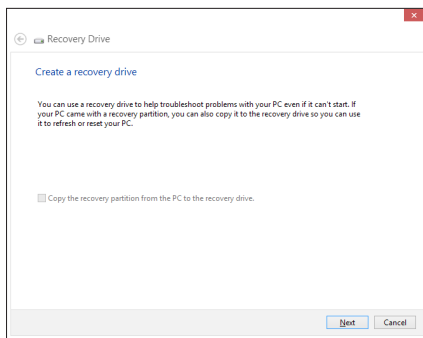 Recovery Drive
Create a recovery drive
You can use a recovery drive to help troubleshoot problems with your PC even if it can't start. If
your PC came with a recovery partition, you can also copy it to the recovery drive so you can use
it to refresh or reset your PC.
Copy the recovery partition from the PC to the recovery drive.
Next Cancel